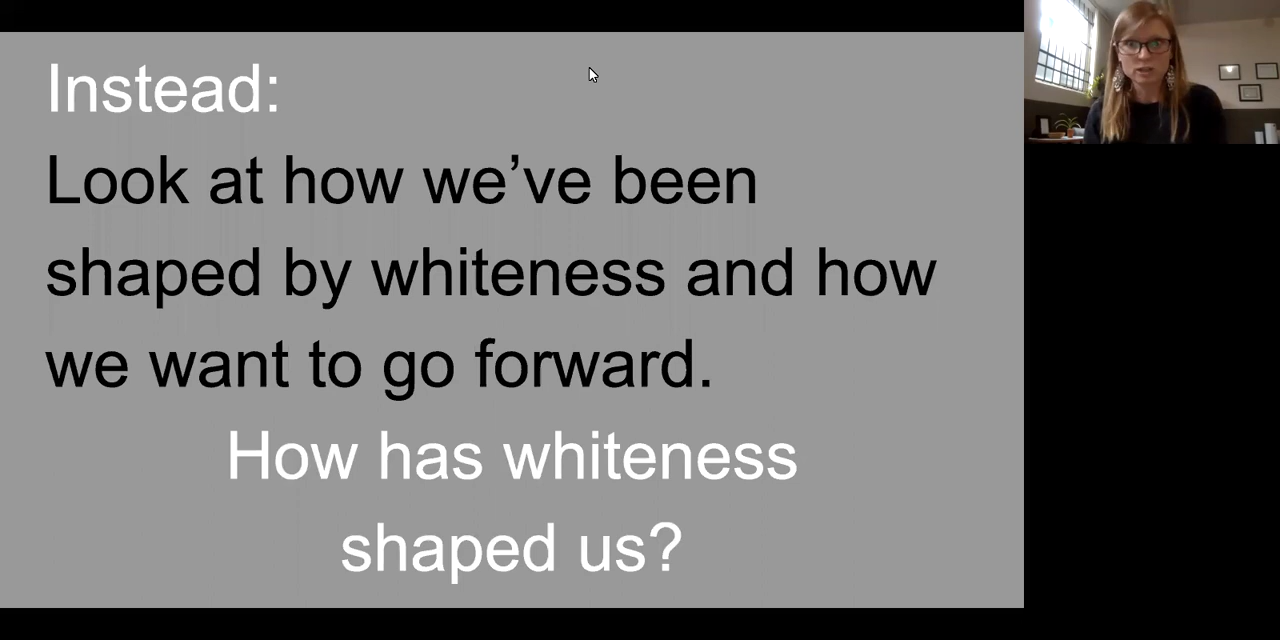 Instead:
Look at how we’ve been
shaped by whiteness and how
we want to go forward.
How has whiteness
shaped us?